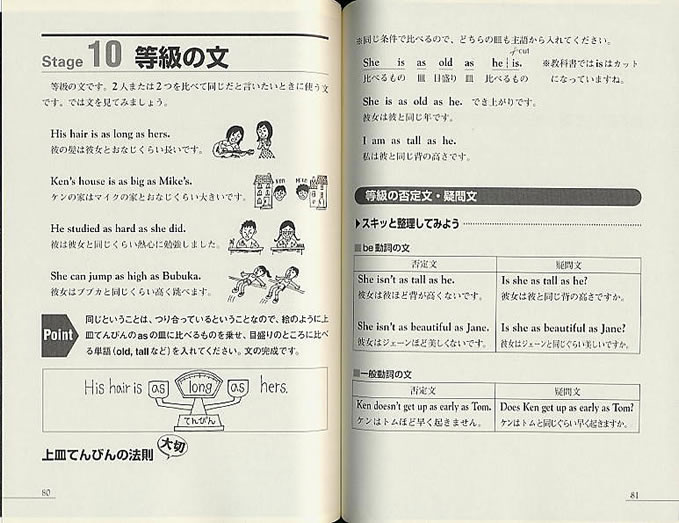 Stage 10 等級の文
等級の文です。2人または2つを比べて同じだと言いたいときに使う文
です。では文を見てみましょう。
His hair is as long as hers.
彼の髪は彼女とおなじくらい長いです。
Ken's house is as big as Mike's.
ケンの家はマイクの家とおなじくらい大きいです。
Ken Mike
He studied as hard as she did.
彼は彼女と同じくらい熱心に勉強しました。
She can jump as high as Bubuka.
彼女はブブカと同じくらい高く跳べます。
Point
同じということは、つり合っているということなので、絵のように上
皿てんびんのasの皿に比べるものを乗せ、目盛りのところに比べ
る単語(old, tallなど)を入れてください。文の完成です。
His hair is as long as hers.
てんびん
上皿てんびんの法則 大切
80
※同じ条件で比べるので、どちらの皿も主語から入れてください。
cut
She is as old as he is. ※教科書ではisはカット
比べるもの 皿 目盛り 皿 比べるもの になっていますね。
She is as old as he. でき上がりです。
彼女は彼と同じ年です。
I am as tall as he.
私は彼と同じ背の高さです。
等級の否定文・疑問文
▶スキッと整理してみよう
■be動詞の文
否定文 疑問文
She isn't as tall as he. Is she as tall as he?
彼女は彼ほど背が高くないです。 彼女は彼と同じ背の高さですか。
She isn't as beautiful as Jane. Is she as beautiful as Jane?
彼女はジェーンほど美しくないです。 彼女はジェーンと同じぐらい美しいですか。
■一般動詞の文
否定文 疑問文
Ken doesn't get up as early as Tom. Does Ken get up as early as Tom?
ケンはトムほど早く起きません。 ケンはトムと同じぐらい早く起きますか。
81